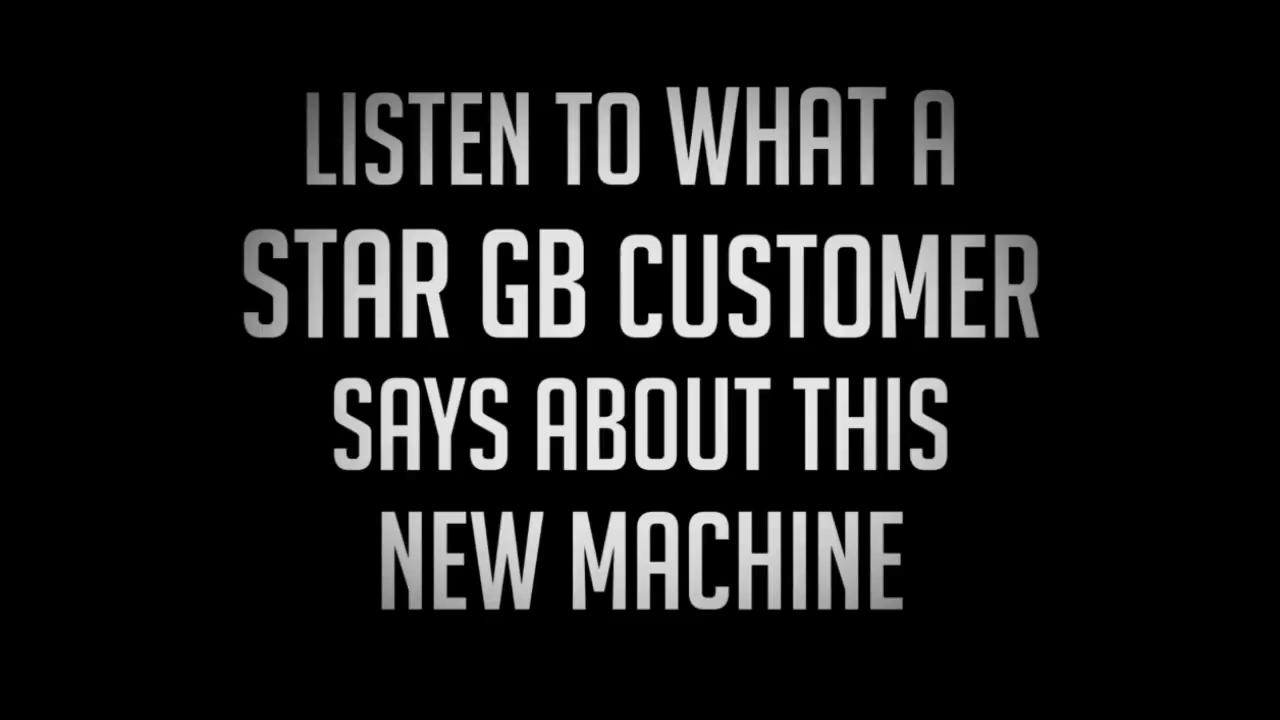 LISTEN TO WHAT A
STAR GB CUSTOMER
SAYS ABOUT THIS
NEW MACHINE